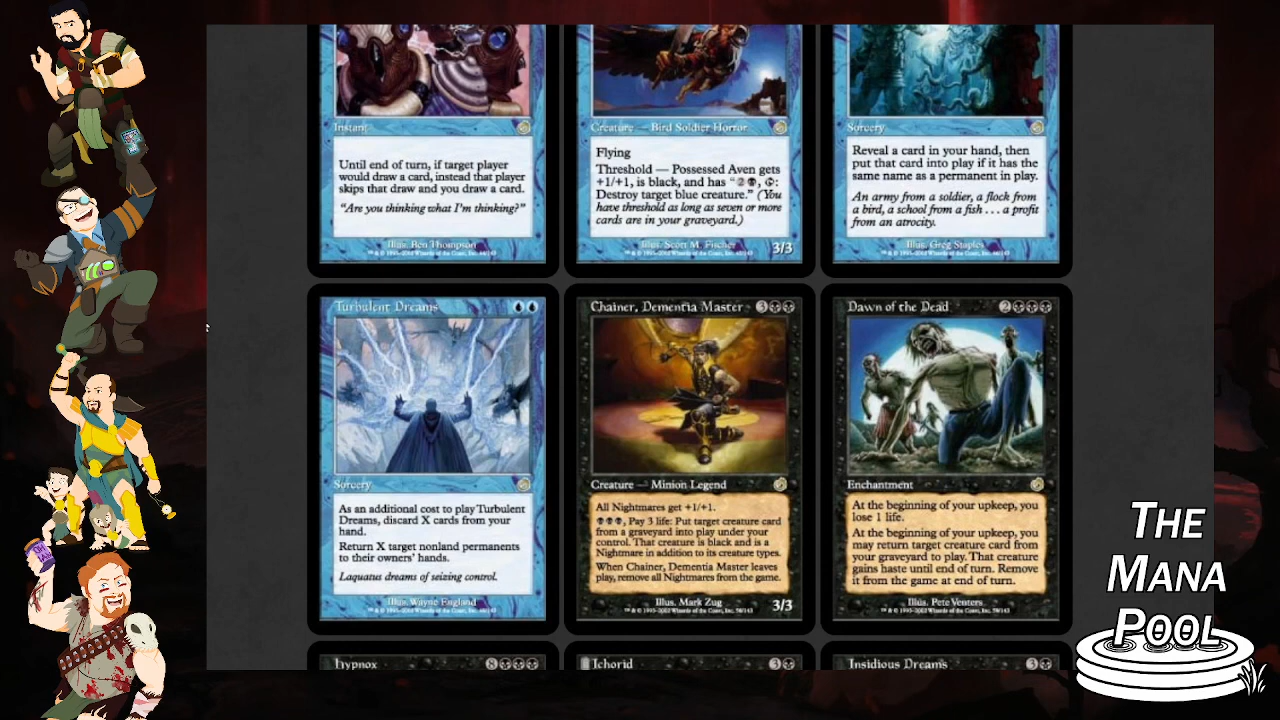 Instant
Until end of turn, if target player
would draw a card, instead that player
skips that draw and you draw a card.
"Are you thinking what I'm thinking?"
Illus. Ben Thompson
Creature — Bird Soldier Horror
Flying
Threshold — Possessed Aven gets
+1/+1, is black, and has "2B, T:
Destroy target blue creature." (You
have threshold as long as seven or more
cards are in your graveyard.)
Illus. Scott M. Fischer
3/3
Sorcery
Reveal a card in your hand, then
put that card into play if it has the
same name as a permanent in play.
An army from a soldier, a flock from
a bird, a school from a fish . . . a profit
from an atrocity.
Illus. Greg Staples
Turbulent Dreams
Sorcery
As an additional cost to play Turbulent
Dreams, discard X cards from your
hand.
Return X target nonland permanents
to their owners' hands.
Laquatus dreams of seizing control.
Illus. Wayne England
Chainer, Dementia Master 3
Creature — Minion Legend
All Nightmares get +1/+1.
BBB, Pay 3 life: Put target creature card
from a graveyard into play under your
control. That creature is black and is a
Nightmare in addition to its creature types.
When Chainer, Dementia Master leaves
play, remove all Nightmares from the game.
Illus. Mark Zug
3/3
Dawn of the Dead 2
Enchantment
At the beginning of your upkeep, you
lose 1 life.
At the beginning of your upkeep, you
may return target creature card from
your graveyard to play. That creature
gains haste until end of turn. Remove
it from the game at end of turn.
Illus. Pete Venters
Hypnox 8
Ichorid 3
Insidious Dreams 3
THE
MANA
POOL